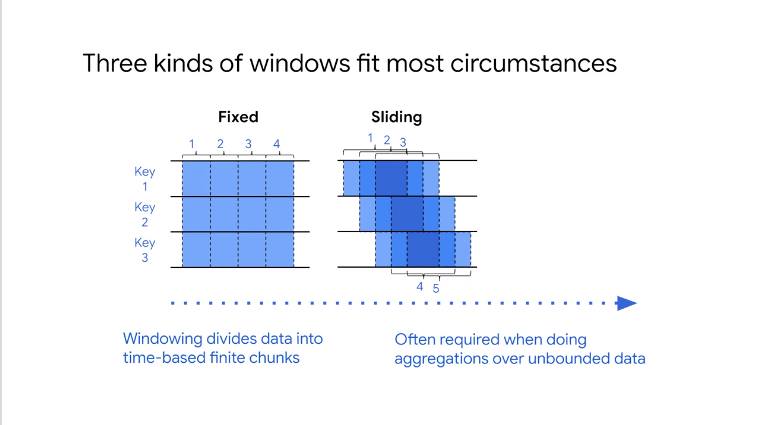 Three kinds of windows fit most circumstances
Fixed
Sliding
1 2 3 4
1 2 3
Key
1
Key
2
Key
3
4 5
Windowing divides data into
time-based finite chunks
Often required when doing
aggregations over unbounded data